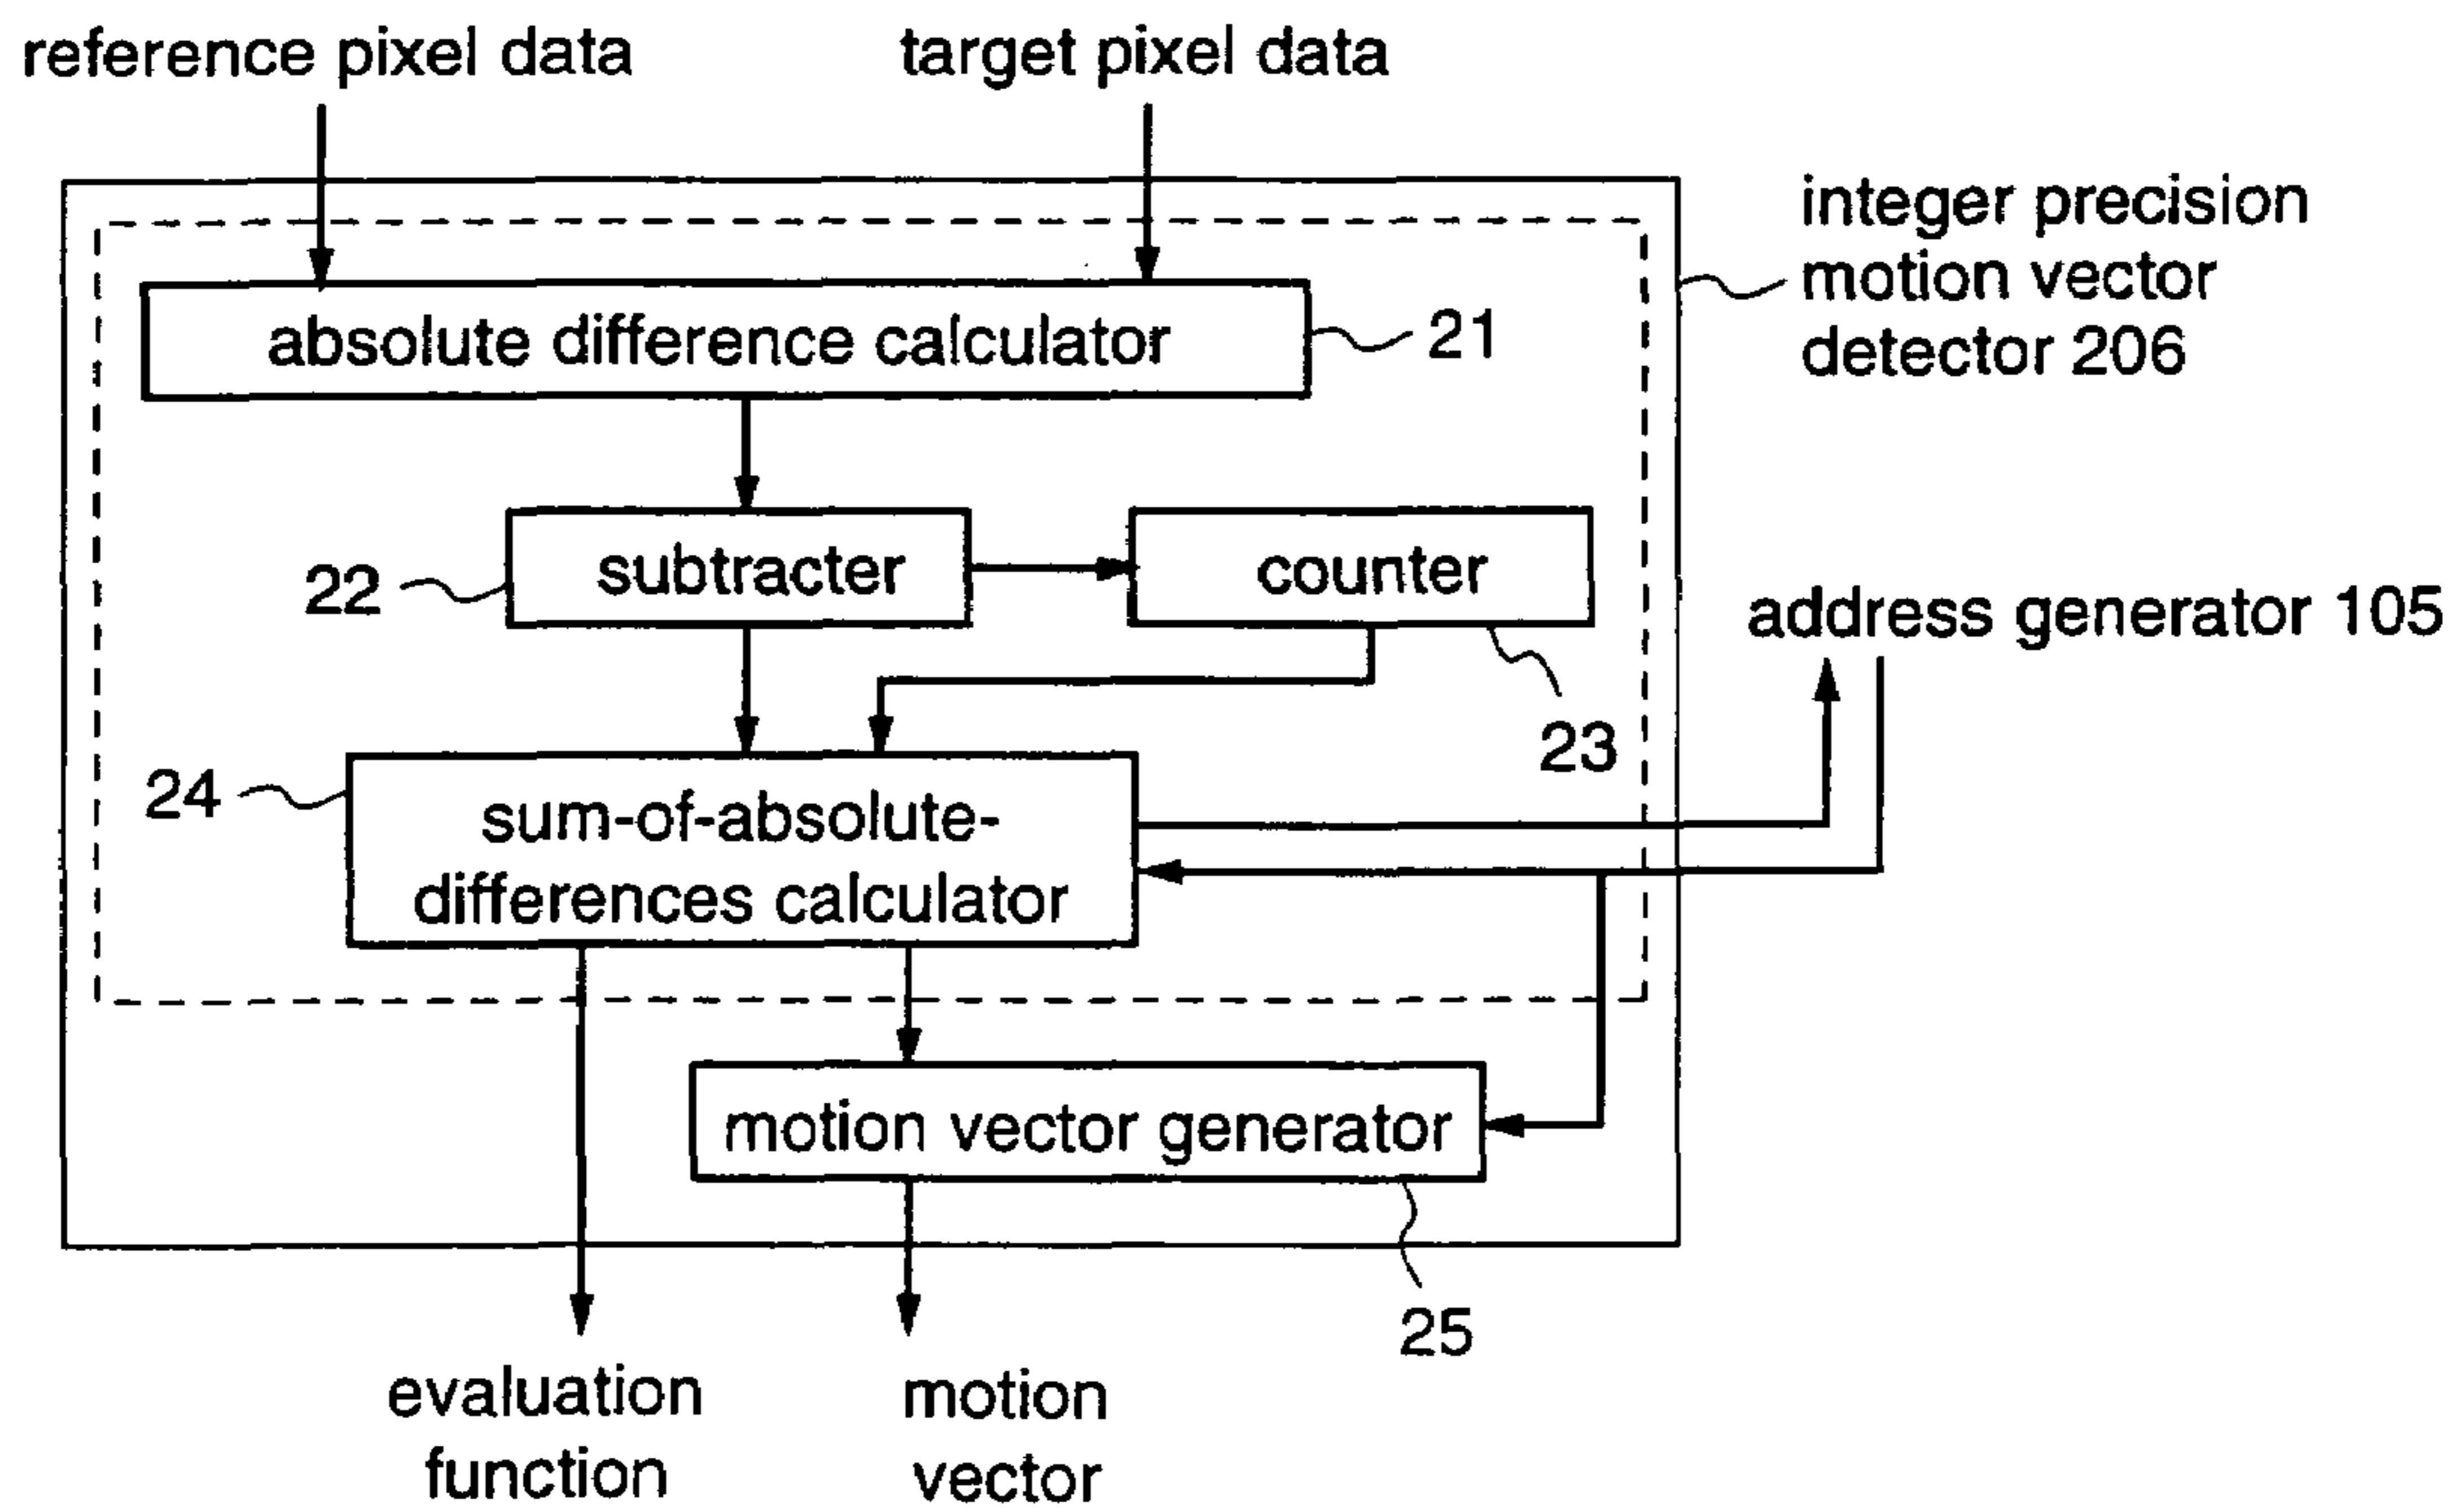 reference pixel data
target pixel data
integer precision
motion vector
detector 206
absolute difference calculator
21
subtracter
counter
22
address generator 105
23
24
sum-of-absolute-
differences calculator
motion vector generator
25
evaluation
function
motion
vector